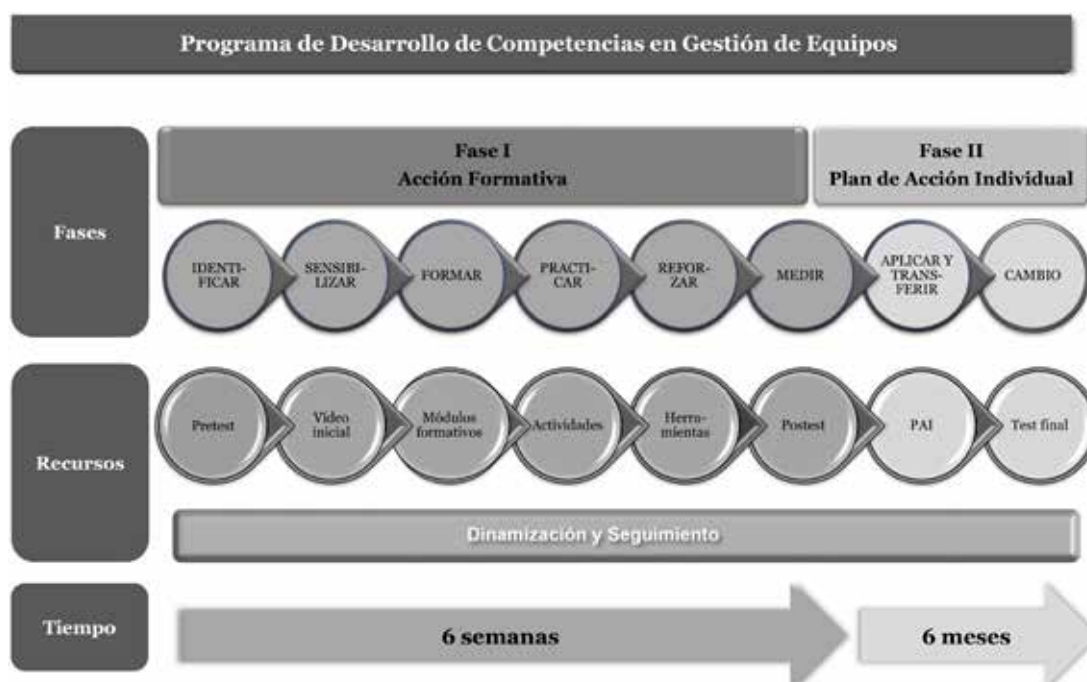 Programa de Desarrollo de Competencias en Gestión de Equipos
Fases
Fase I
Acción Formativa
Fase II
Plan de Acción Individual
IDENTI-
FICAR
SENSIBI-
LIZAR
FORMAR
PRACTI-
CAR
REFOR-
ZAR
MEDIR
APLICAR Y
TRANS-
FERIR
CAMBIO
Recursos
Pretest
Vídeo
inicial
Módulos
formativos
Actividades
Herra-
mientas
Postest
PAI
Test final
Dinamización y Seguimiento
Tiempo
6 semanas
6 meses